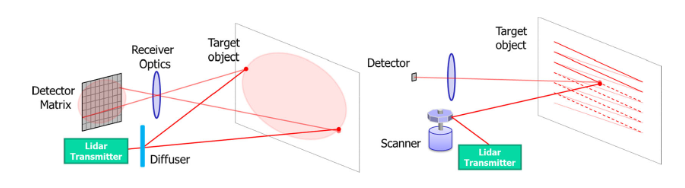 Receiver
Optics
Target
object
Detector
Matrix
Lidar
Transmitter
Diffuser
Target
object
Detector
Scanner
Lidar
Transmitter